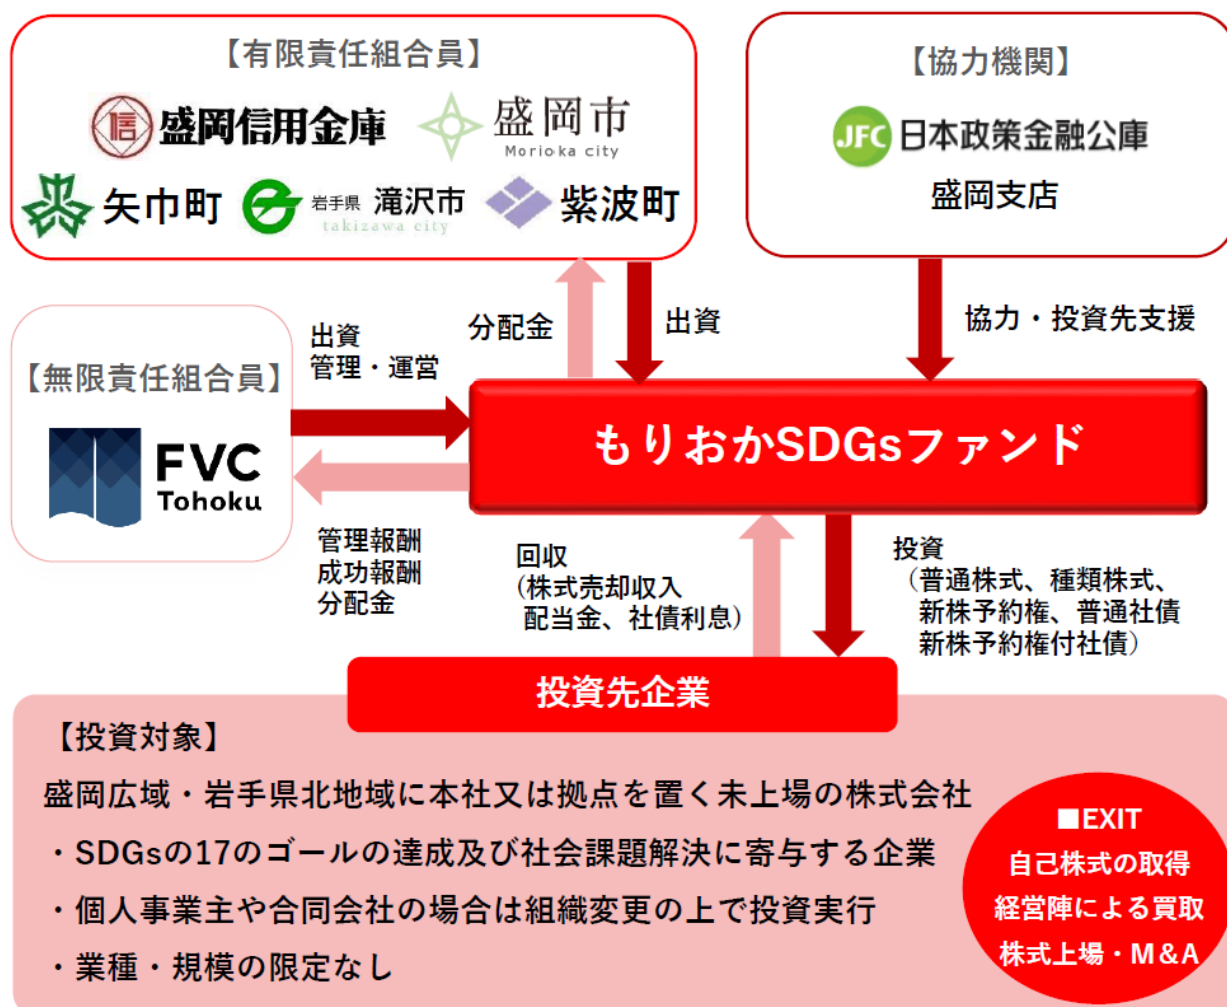 【有限責任組合員】
信 盛岡信用金庫
盛岡市
Morioka city
矢巾町
岩手県 滝沢市
takizawa city
紫波町
【協力機関】
JFC 日本政策金融公庫
盛岡支店
分配金
出資
協力・投資先支援
【無限責任組合員】
FVC
Tohoku
出資
管理・運営
もりおかSDGsファンド
管理報酬
成功報酬
分配金
回収
(株式売却収入
配当金、社債利息)
投資
(普通株式、種類株式、
新株予約権、普通社債
新株予約権付社債)
投資先企業
【投資対象】
盛岡広域・岩手県北地域に本社又は拠点を置く未上場の株式会社
・SDGsの17のゴールの達成及び社会課題解決に寄与する企業
・個人事業主や合同会社の場合は組織変更の上で投資実行
・業種・規模の限定なし
■EXIT
自己株式の取得
経営陣による買取
株式上場・M&A